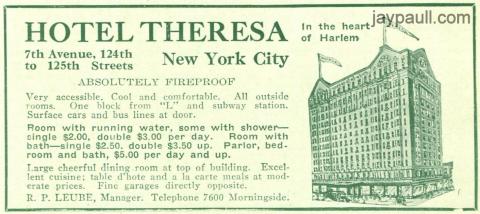 jaypaull.com
HOTEL THERESA
In the heart
of Harlem
7th Avenue, 124th
to 125th Streets
New York City
ABSOLUTELY FIREPROOF
Very accessible. Cool and comfortable. All outside
rooms. One block from "L" and subway station.
Surface cars and bus lines at door.
Room with running water, some with shower—
single $2.00, double $3.00 per day. Room with
bath—single $2.50, double $3.50 up. Parlor, bed-
room and bath, $5.00 per day and up.
Large cheerful dining room at top of building. Excel-
lent cuisine; table d'hote and a la carte meals at mod-
erate prices. Fine garages directly opposite.
R. P. LEUBE, Manager. Telephone 7600 Morningside.